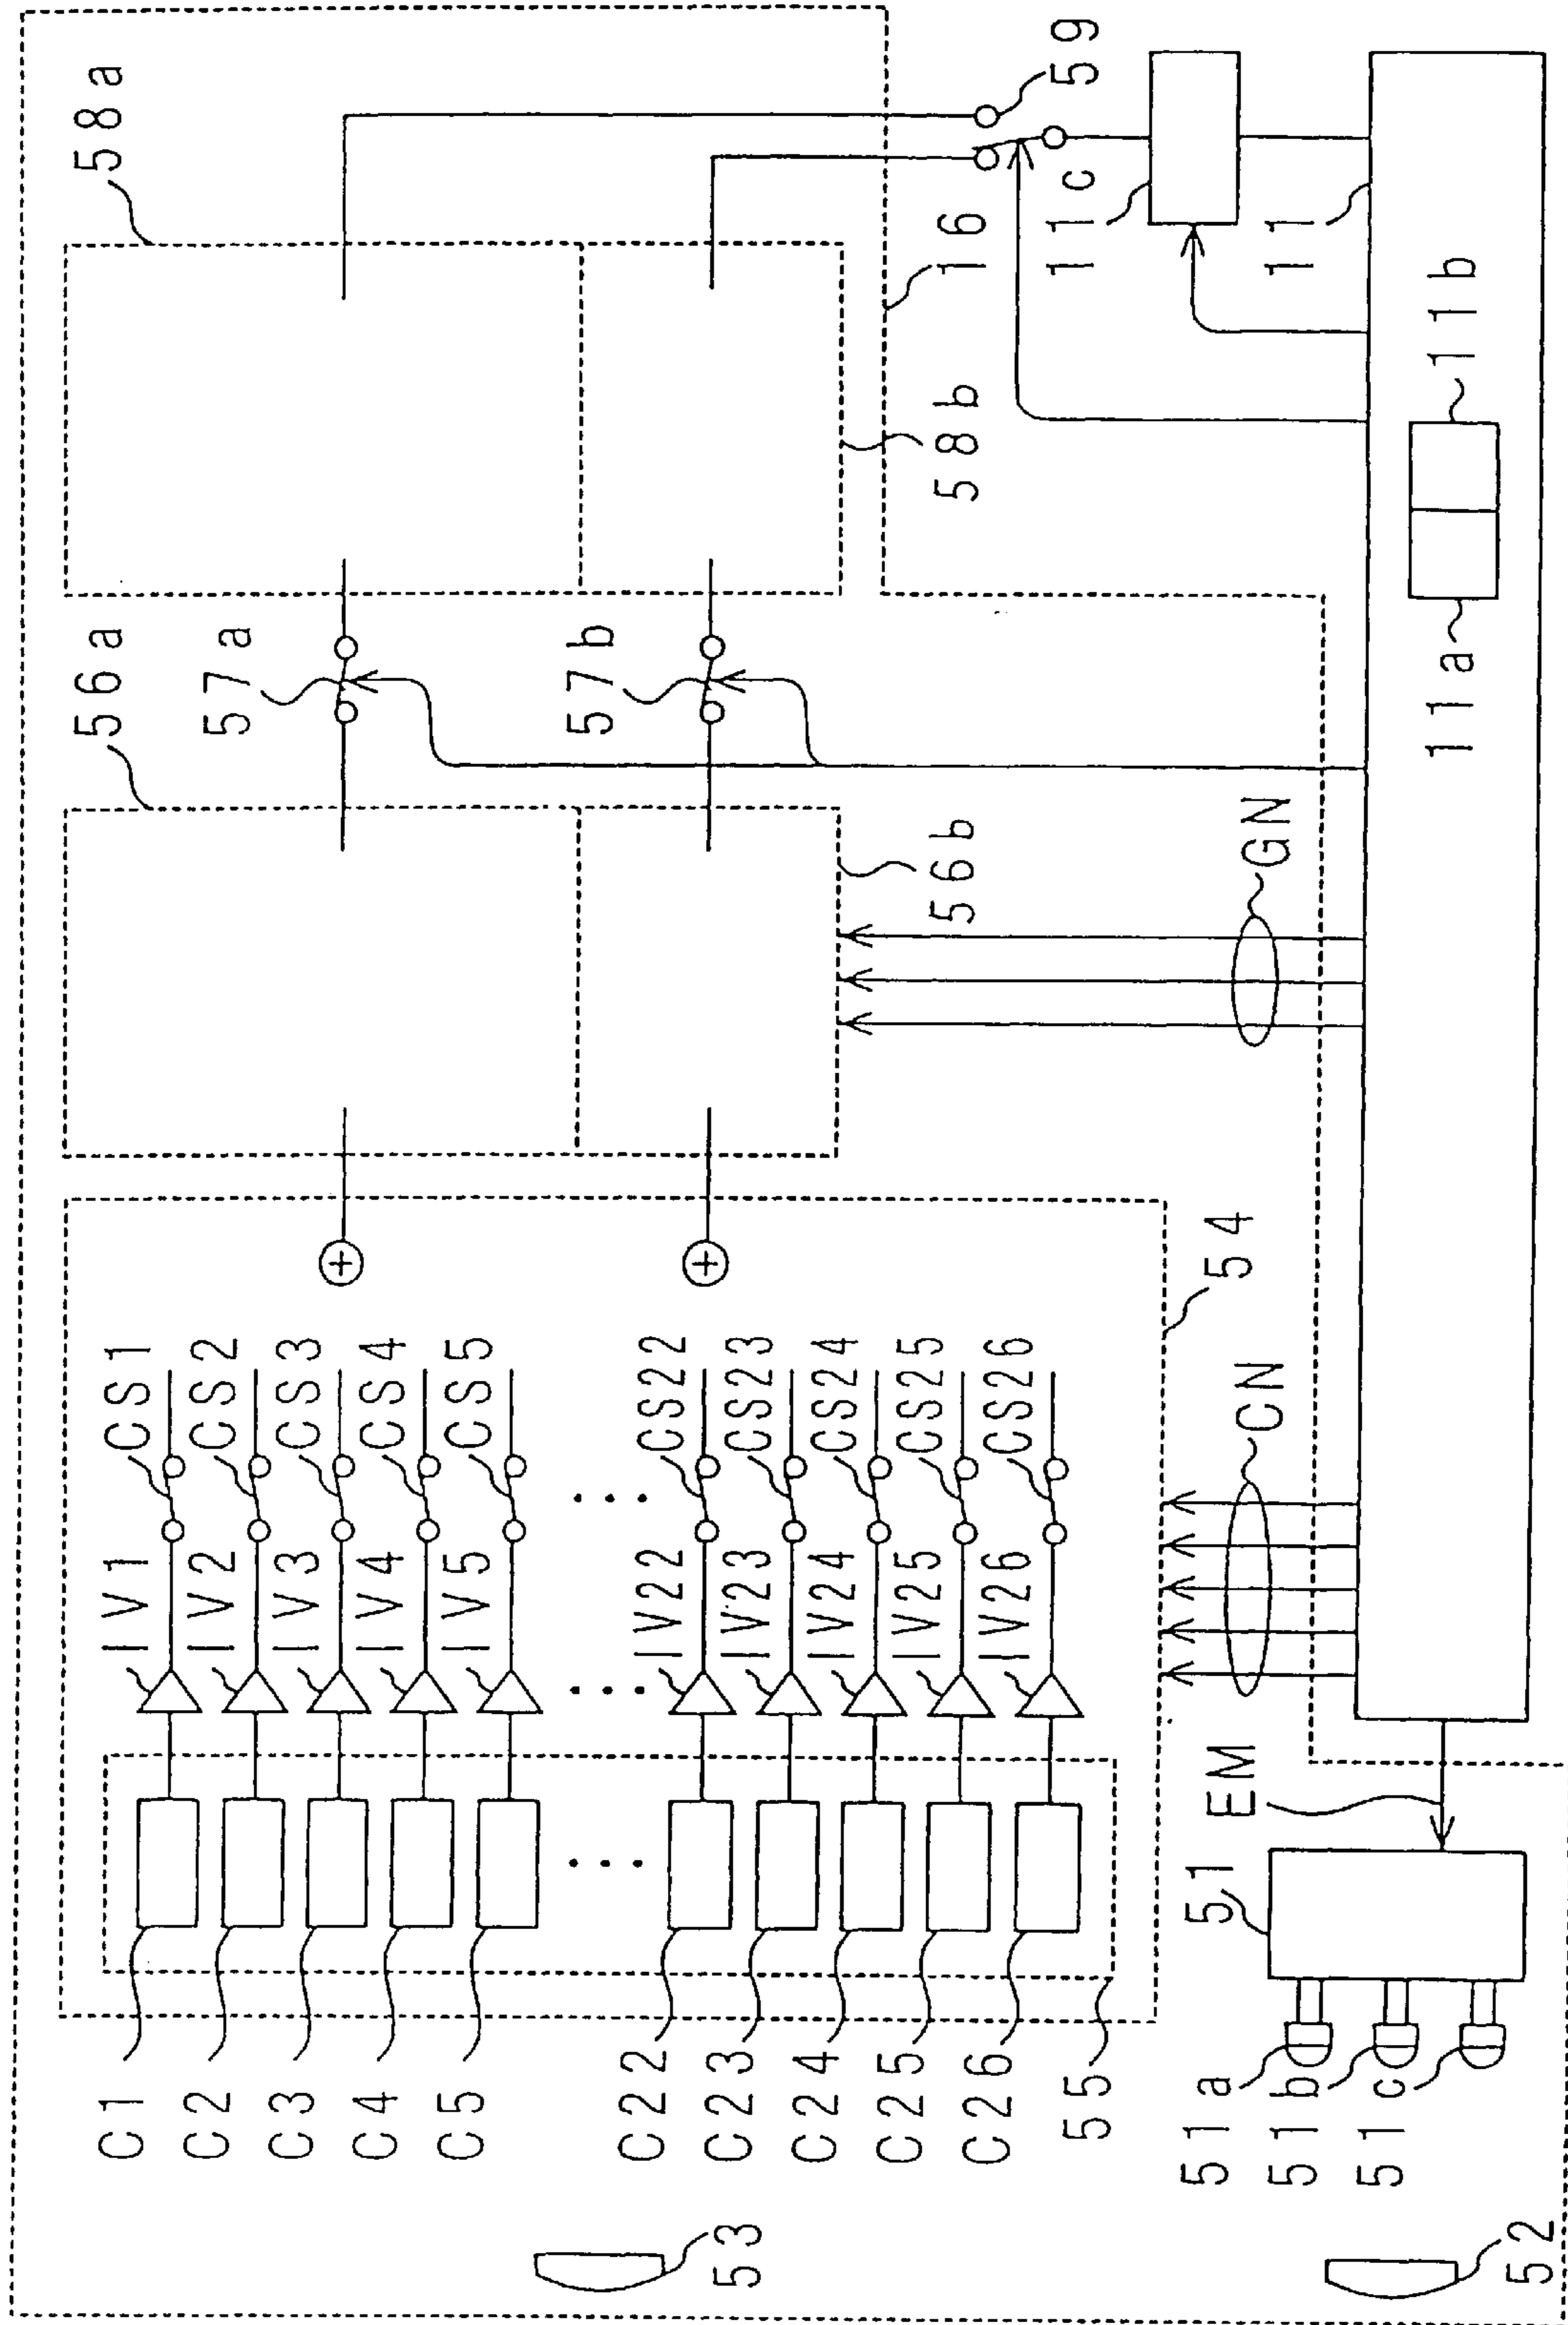 C1
C2
C3
C4
C5
C22
C23
C24
C25
C26
55
IV1
IV2
IV3
IV4
IV5
...
IV22
IV23
IV24
IV25
IV26
CS1
CS2
CS3
CS4
CS5
...
CS22
CS23
CS24
CS25
CS26
...
+
+
56a
57a
58a
57b
56b
58b
54
CN
GN
16
59
11c
11
11a
11b
EM
51
51a
51b
51c
53
52